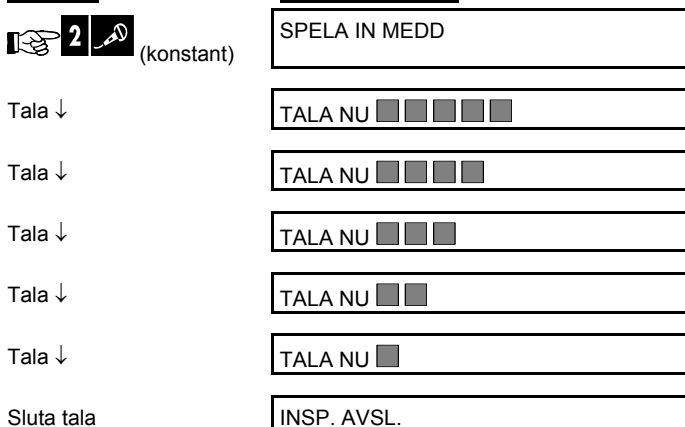 2 (konstant) SPELA IN MEDD
Tala ↓ TALA NU
Tala ↓ TALA NU
Tala ↓ TALA NU
Tala ↓ TALA NU
Tala ↓ TALA NU
Sluta tala INSP. AVSL.